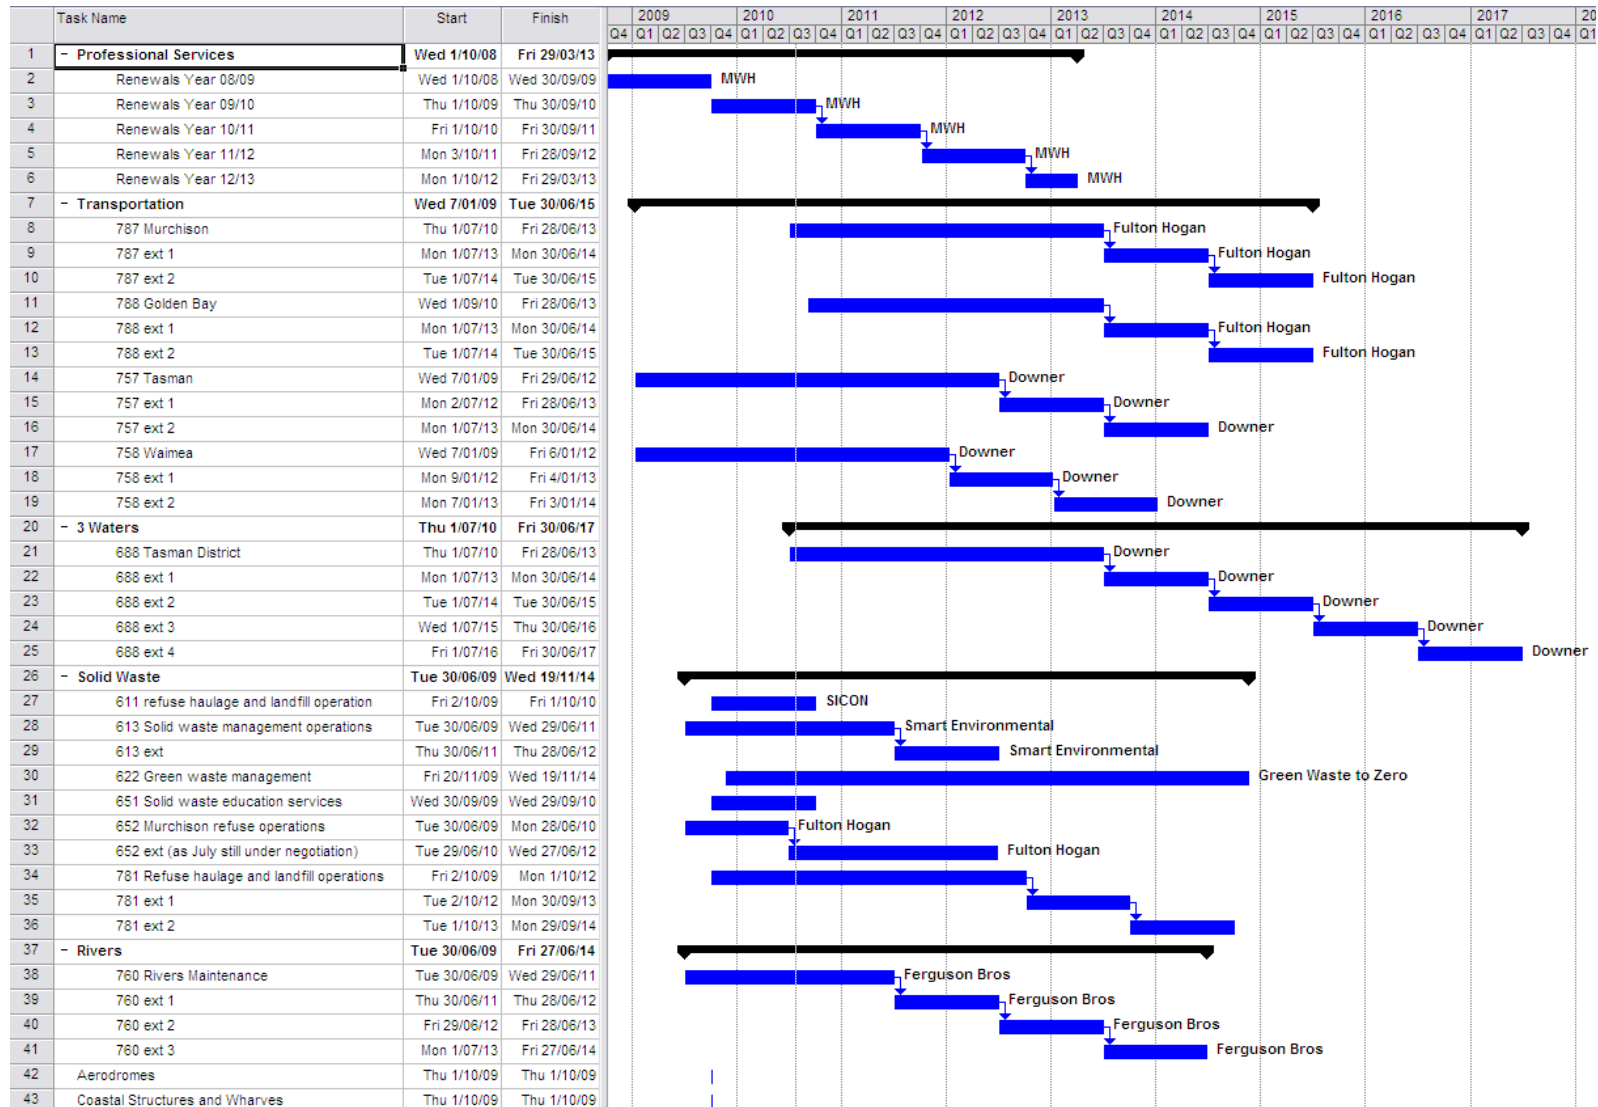 Task Name Start Finish 2009 2010 2011 2012 2013 2014 2015 2016 2017 20
Q4 Q1 Q2 Q3 Q4 Q1 Q2 Q3 Q4 Q1 Q2 Q3 Q4 Q1 Q2 Q3 Q4 Q1 Q2 Q3 Q4 Q1 Q2 Q3 Q4 Q1 Q2 Q3 Q4 Q1 Q2 Q3 Q4 Q1 Q2 Q3 Q4 Q1
1 − Professional Services Wed 1/10/08 Fri 29/03/13
2 Renewals Year 08/09 Wed 1/10/08 Wed 30/09/09 MWH
3 Renewals Year 09/10 Thu 1/10/09 Thu 30/09/10 MWH
4 Renewals Year 10/11 Fri 1/10/10 Fri 30/09/11 MWH
5 Renewals Year 11/12 Mon 3/10/11 Fri 28/09/12 MWH
6 Renewals Year 12/13 Mon 1/10/12 Fri 29/03/13 MWH
7 − Transportation Wed 7/01/09 Tue 30/06/15
8 787 Murchison Thu 1/07/10 Fri 28/06/13 Fulton Hogan
9 787 ext 1 Mon 1/07/13 Mon 30/06/14 Fulton Hogan
10 787 ext 2 Tue 1/07/14 Tue 30/06/15 Fulton Hogan
11 788 Golden Bay Wed 1/09/10 Fri 28/06/13
12 788 ext 1 Mon 1/07/13 Mon 30/06/14 Fulton Hogan
13 788 ext 2 Tue 1/07/14 Tue 30/06/15 Fulton Hogan
14 757 Tasman Wed 7/01/09 Fri 29/06/12 Downer
15 757 ext 1 Mon 2/07/12 Fri 28/06/13 Downer
16 757 ext 2 Mon 1/07/13 Mon 30/06/14 Downer
17 758 Waimea Wed 7/01/09 Fri 6/01/12 Downer
18 758 ext 1 Mon 9/01/12 Fri 4/01/13 Downer
19 758 ext 2 Mon 7/01/13 Fri 3/01/14 Downer
20 − 3 Waters Thu 1/07/10 Fri 30/06/17
21 688 Tasman District Thu 1/07/10 Fri 28/06/13 Downer
22 688 ext 1 Mon 1/07/13 Mon 30/06/14 Downer
23 688 ext 2 Tue 1/07/14 Tue 30/06/15 Downer
24 688 ext 3 Wed 1/07/15 Thu 30/06/16 Downer
25 688 ext 4 Fri 1/07/16 Fri 30/06/17 Downer
26 − Solid Waste Tue 30/06/09 Wed 19/11/14
27 611 refuse haulage and landfill operation Fri 2/10/09 Fri 1/10/10 SICON
28 613 Solid waste management operations Tue 30/06/09 Wed 29/06/11 Smart Environmental
29 613 ext Thu 30/06/11 Thu 28/06/12 Smart Environmental
30 622 Green waste management Fri 20/11/09 Wed 19/11/14 Green Waste to Zero
31 651 Solid waste education services Wed 30/09/09 Wed 29/09/10
32 652 Murchison refuse operations Tue 30/06/09 Mon 28/06/10 Fulton Hogan
33 652 ext (as July still under negotiation) Tue 29/06/10 Wed 27/06/12 Fulton Hogan
34 781 Refuse haulage and landfill operations Fri 2/10/09 Mon 1/10/12
35 781 ext 1 Tue 2/10/12 Mon 30/09/13
36 781 ext 2 Tue 1/10/13 Mon 29/09/14
37 − Rivers Tue 30/06/09 Fri 27/06/14
38 760 Rivers Maintenance Tue 30/06/09 Wed 29/06/11 Ferguson Bros
39 760 ext 1 Thu 30/06/11 Thu 28/06/12 Ferguson Bros
40 760 ext 2 Fri 29/06/12 Fri 28/06/13 Ferguson Bros
41 760 ext 3 Mon 1/07/13 Fri 27/06/14 Ferguson Bros
42 Aerodromes Thu 1/10/09 Thu 1/10/09
43 Coastal Structures and Wharves Thu 1/10/09 Thu 1/10/09